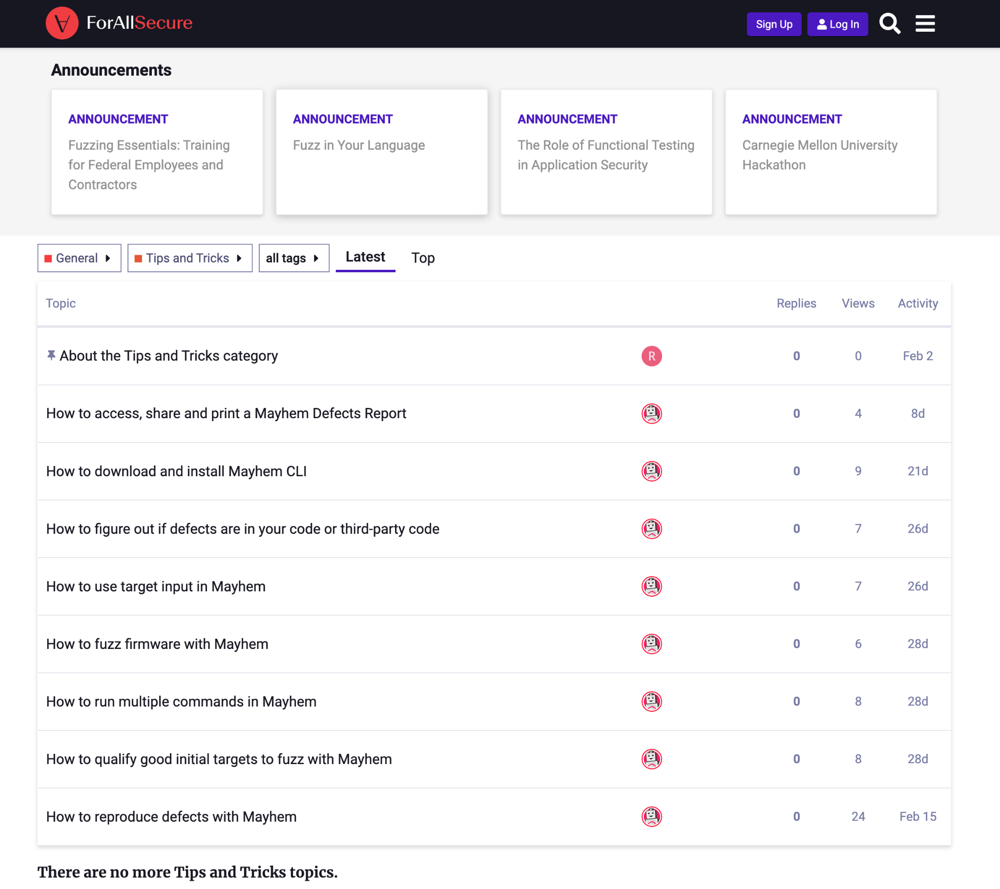 ForAllSecure
Sign Up
Log In
Announcements
ANNOUNCEMENT
Fuzzing Essentials: Training
for Federal Employees and
Contractors
ANNOUNCEMENT
Fuzz in Your Language
ANNOUNCEMENT
The Role of Functional Testing
in Application Security
ANNOUNCEMENT
Carnegie Mellon University
Hackathon
General
Tips and Tricks
all tags
Latest
Top
Topic Replies Views Activity
About the Tips and Tricks category R 0 0 Feb 2
How to access, share and print a Mayhem Defects Report 0 4 8d
How to download and install Mayhem CLI 0 9 21d
How to figure out if defects are in your code or third-party code 0 7 26d
How to use target input in Mayhem 0 7 26d
How to fuzz firmware with Mayhem 0 6 28d
How to run multiple commands in Mayhem 0 8 28d
How to qualify good initial targets to fuzz with Mayhem 0 8 28d
How to reproduce defects with Mayhem 0 24 Feb 15
There are no more Tips and Tricks topics.